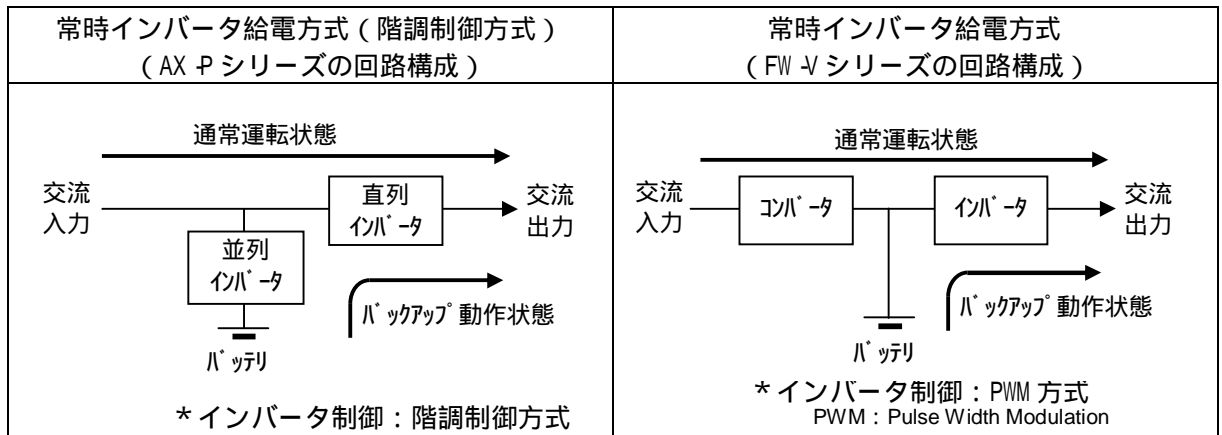 常時インバータ給電方式(階調制御方式)
(AX-Pシリーズの回路構成)
通常運転状態
交流
入力
直列
インバータ
交流
出力
並列
インバータ
バックアップ動作状態
バッテリ
*インバータ制御:階調制御方式
常時インバータ給電方式
(FW-Vシリーズの回路構成)
通常運転状態
交流
入力
コンバータ
インバータ
交流
出力
バックアップ動作状態
バッテリ
*インバータ制御:PWM方式
PWM:Pulse Width Modulation